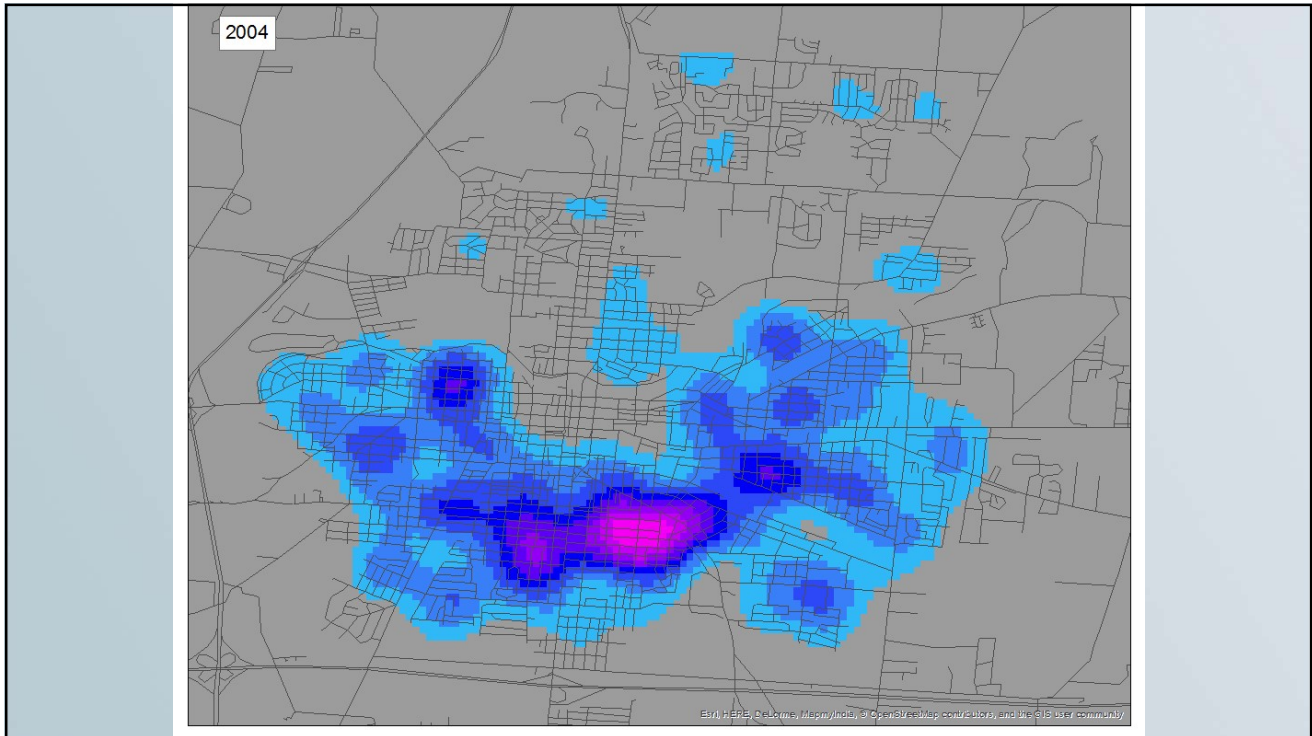 2004
Esri, HERE, DeLorme, MapmyIndia, © OpenStreetMap contributors, and the GIS user community